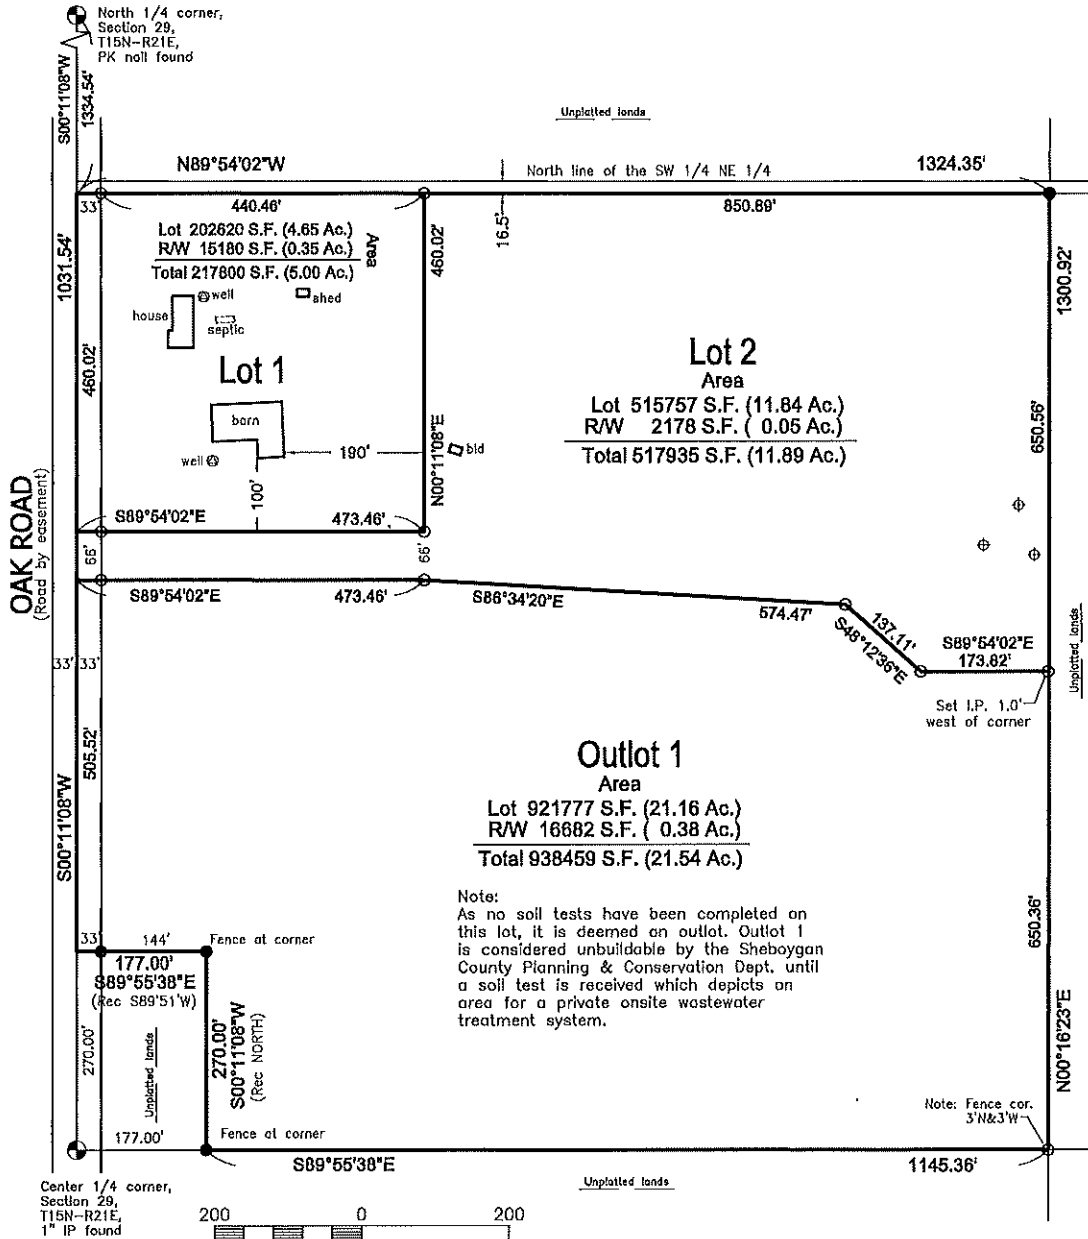 North 1/4 corner,
Section 29,
T15N-R21E,
PK nail found
S00°11'08"W
1334.54'
Unplatted lands
N89°54'02"W
North line of the SW 1/4 NE 1/4
1324.35'
33'
440.46'
850.89'
16.5'
Lot 202620 S.F. (4.65 Ac.)
R/W 15180 S.F. (0.35 Ac.)
Total 217800 S.F. (5.00 Ac.)
Area
460.02'
1031.54'
460.02'
1300.92'
well
shed
house
septic
Lot 1
barn
well
190'
100'
N00°11'08"E
bld
Lot 2
Area
Lot 515757 S.F. (11.84 Ac.)
R/W 2178 S.F. ( 0.05 Ac.)
Total 517935 S.F. (11.89 Ac.)
650.56'
OAK ROAD
(Road by easement)
S89°54'02"E
473.46'
66'
66'
S89°54'02"E
473.46'
S86°34'20"E
574.47'
137.11'
S48°12'36"E
S89°54'02"E
173.82'
Unplatted lands
33'
33'
Set I.P. 1.0'
west of corner
505.52'
S00°11'08"W
Outlot 1
Area
Lot 921777 S.F. (21.16 Ac.)
R/W 16682 S.F. ( 0.38 Ac.)
Total 938459 S.F. (21.54 Ac.)
Note:
As no soil tests have been completed on
this lot, it is deemed an outlot. Outlot 1
is considered unbuildable by the Sheboygan
County Planning & Conservation Dept. until
a soil test is received which depicts an
area for a private onsite wastewater
treatment system.
650.36'
N00°16'23"E
33'
144'
Fence at corner
177.00'
S89°55'38"E
(Rec S89°51'W)
270.00'
Unplatted lands
270.00'
S00°11'08"W
(Rec NORTH)
Note: Fence cor.
3'N&3'W
177.00'
Fence at corner
S89°55'38"E
1145.36'
Unplatted lands
Center 1/4 corner,
Section 29,
T15N-R21E,
1" IP found
200
0
200